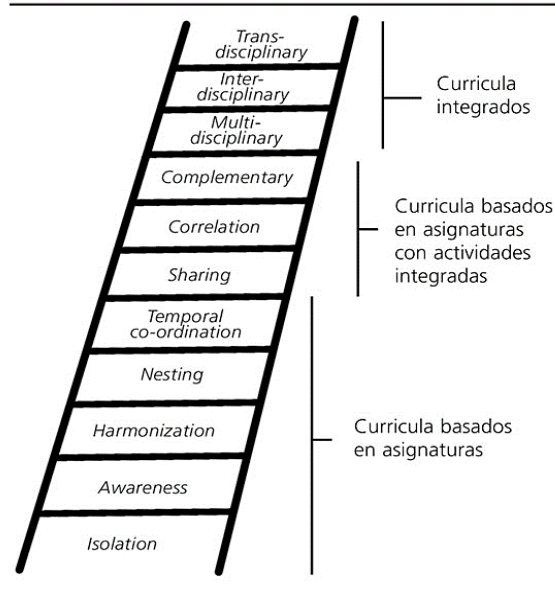 Trans-
disciplinary
Inter-
disciplinary
Multi-
disciplinary
Curricula
integrados
Complementary
Correlation
Sharing
Curricula basados
en asignaturas
con actividades
integradas
Temporal
co-ordination
Nesting
Harmonization
Awareness
Isolation
Curricula basados
en asignaturas